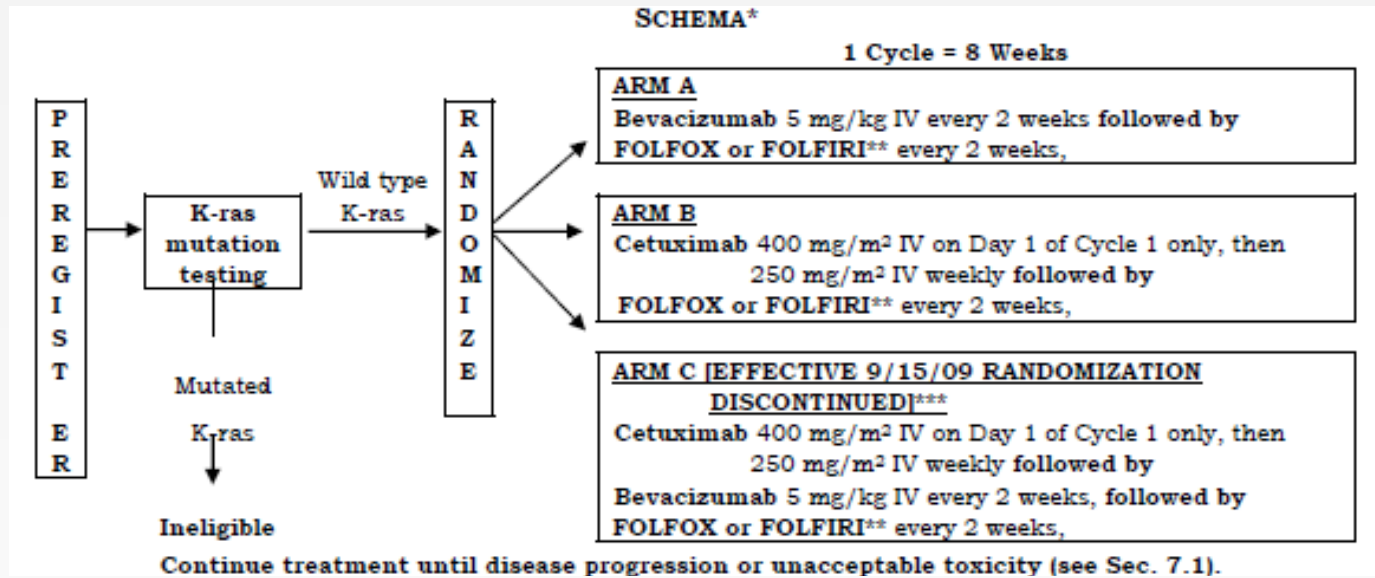 SCHEMA*
1 Cycle = 8 Weeks
PREREGISTER
K-ras
mutation
testing
Wild type
K-ras
RANDOMIZE
Mutated
K-ras
Ineligible
ARM A
Bevacizumab 5 mg/kg IV every 2 weeks followed by
FOLFOX or FOLFIRI** every 2 weeks,
ARM B
Cetuximab 400 mg/m² IV on Day 1 of Cycle 1 only, then
250 mg/m² IV weekly followed by
FOLFOX or FOLFIRI** every 2 weeks,
ARM C [EFFECTIVE 9/15/09 RANDOMIZATION
DISCONTINUED]***
Cetuximab 400 mg/m² IV on Day 1 of Cycle 1 only, then
250 mg/m² IV weekly followed by
Bevacizumab 5 mg/kg IV every 2 weeks, followed by
FOLFOX or FOLFIRI** every 2 weeks,
Continue treatment until disease progression or unacceptable toxicity (see Sec. 7.1).